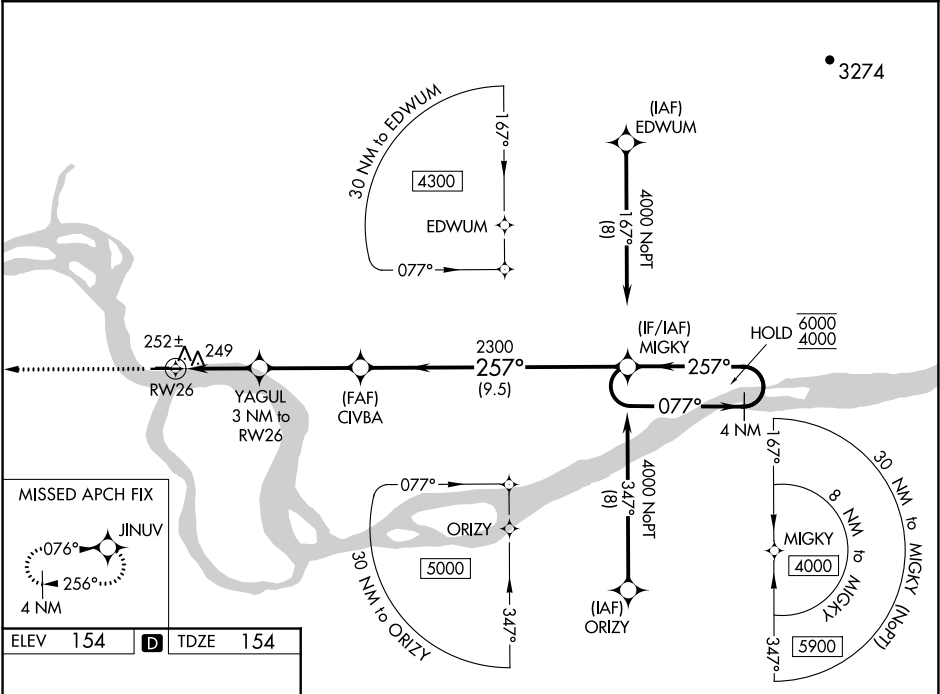 3274
(IAF)
EDWUM
30 NM to EDWUM
167°
4300
EDWUM
077°
4000 NoPT
167°
(8)
(IF/IAF)
MIGKY
HOLD 6000
4000
252± 249
RW26
YAGUL
3 NM to
RW26
(FAF)
CIVBA
2300
257°
(9.5)
257°
077°
4 NM
4000 NoPT
347°
(8)
(IAF)
ORIZY
077°
ORIZY
5000
347°
30 NM to ORIZY
167°
30 NM to MIGKY (NoPT)
8 NM to MIGKY
MIGKY
4000
5900
347°
MISSED APCH FIX
JINUV
076°
256°
4 NM
ELEV 154 D TDZE 154